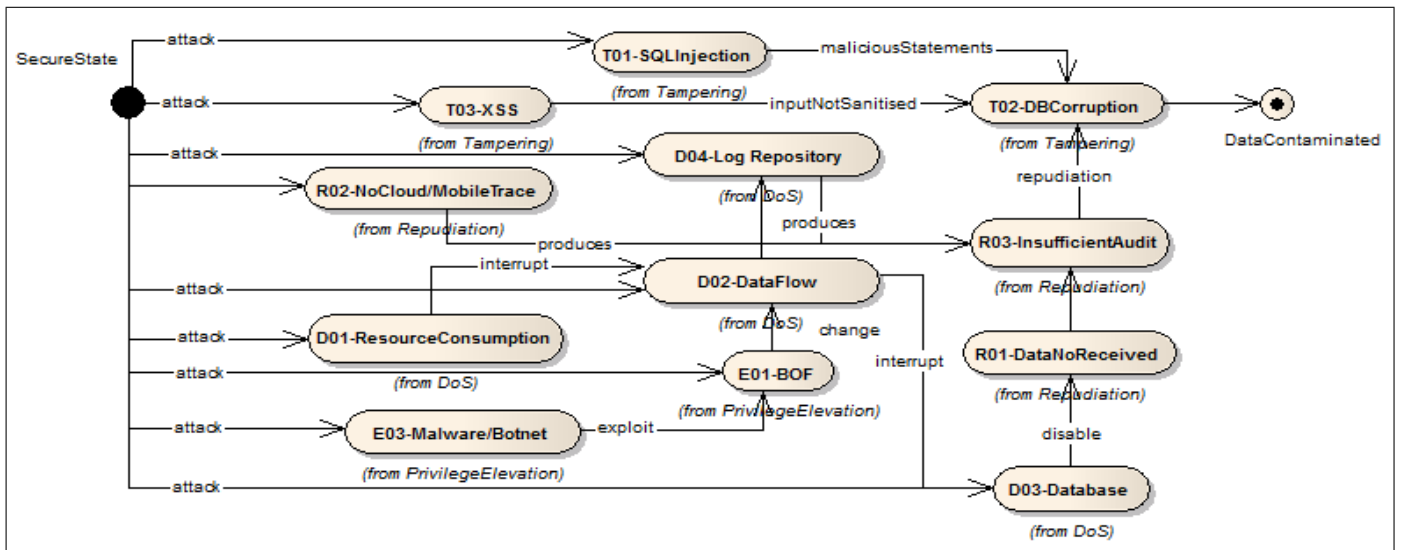 attack
T01-SQLInjection
maliciousStatements
SecureState
(from Tampering)
attack
T03-XSS
inputNotSanitised
T02-DBCorruption
(from Tampering)
(from Tampering)
DataContaminated
attack
D04-Log Repository
R02-NoCloud/MobileTrace
(from DoS)
repudiation
(from Repudiation)
produces
produces
R03-InsufficientAudit
interrupt
attack
D02-DataFlow
(from Repudiation)
(from DoS)
change
attack
D01-ResourceConsumption
interrupt
R01-DataNoReceived
attack
E01-BOF
(from DoS)
(from Repudiation)
(from PrivilegeElevation)
attack
E03-Malware/Botnet
exploit
disable
(from PrivilegeElevation)
attack
D03-Database
(from DoS)